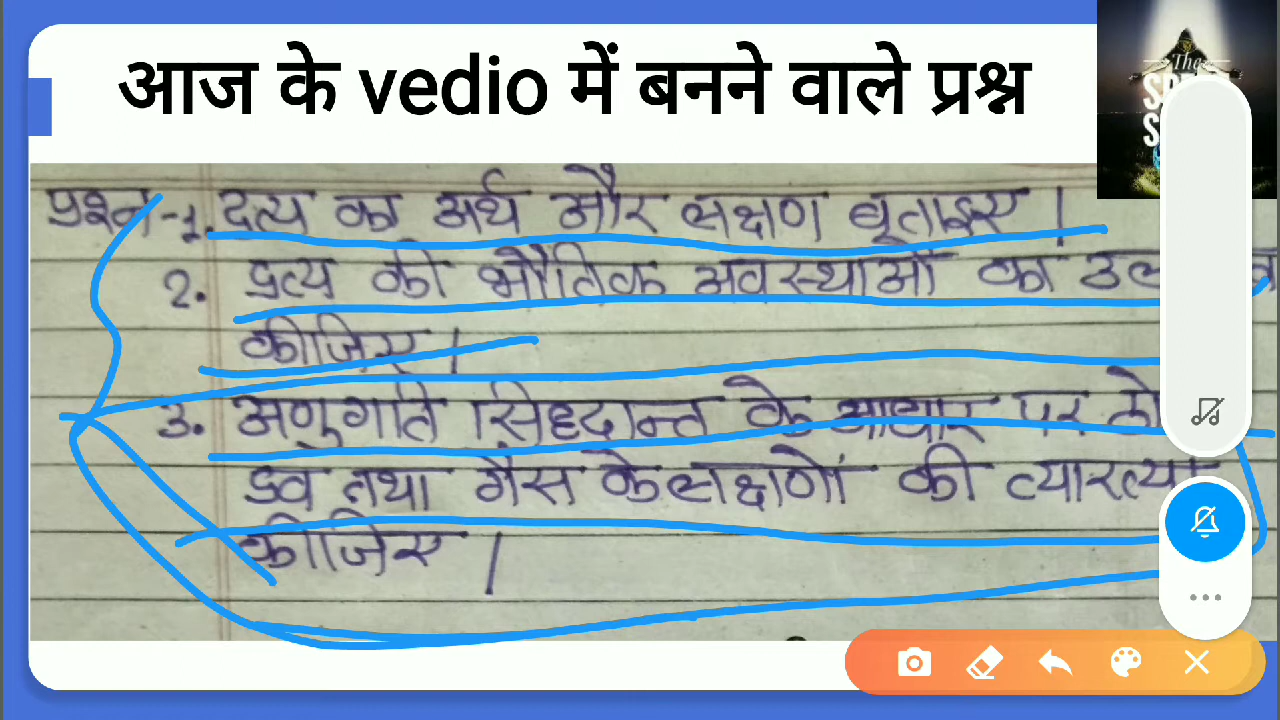 आज के vedio में बनने वाले प्रश्न
The
प्रश्न-1. द्रव्य का अर्थ और लक्षण बताइए।
2. द्रव्य की भौतिक अवस्थाओं का
कीजिए।
3. अणुगति सिद्दान्त के आधार पर
द्रव तथा गैस के लक्षणों की व्याख्या
कीजिए।